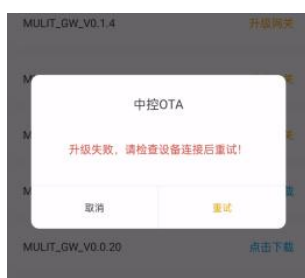 MULIT_GW_V0.1.4 升级网关
中控OTA
升级失败、请检查设备连接后重试!
取消 重试
MULIT_GW_V0.0.20 点击下载